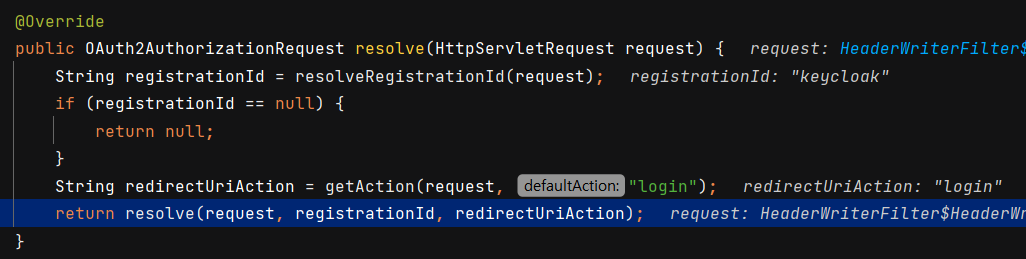 @Override
public OAuth2AuthorizationRequest resolve(HttpServletRequest request) { request: HeaderWriterFilter$
String registrationId = resolveRegistrationId(request); registrationId: "keycloak"
if (registrationId == null) {
return null;
}
String redirectUriAction = getAction(request, defaultAction: "login"); redirectUriAction: "login"
return resolve(request, registrationId, redirectUriAction); request: HeaderWriterFilter$HeaderWr
}